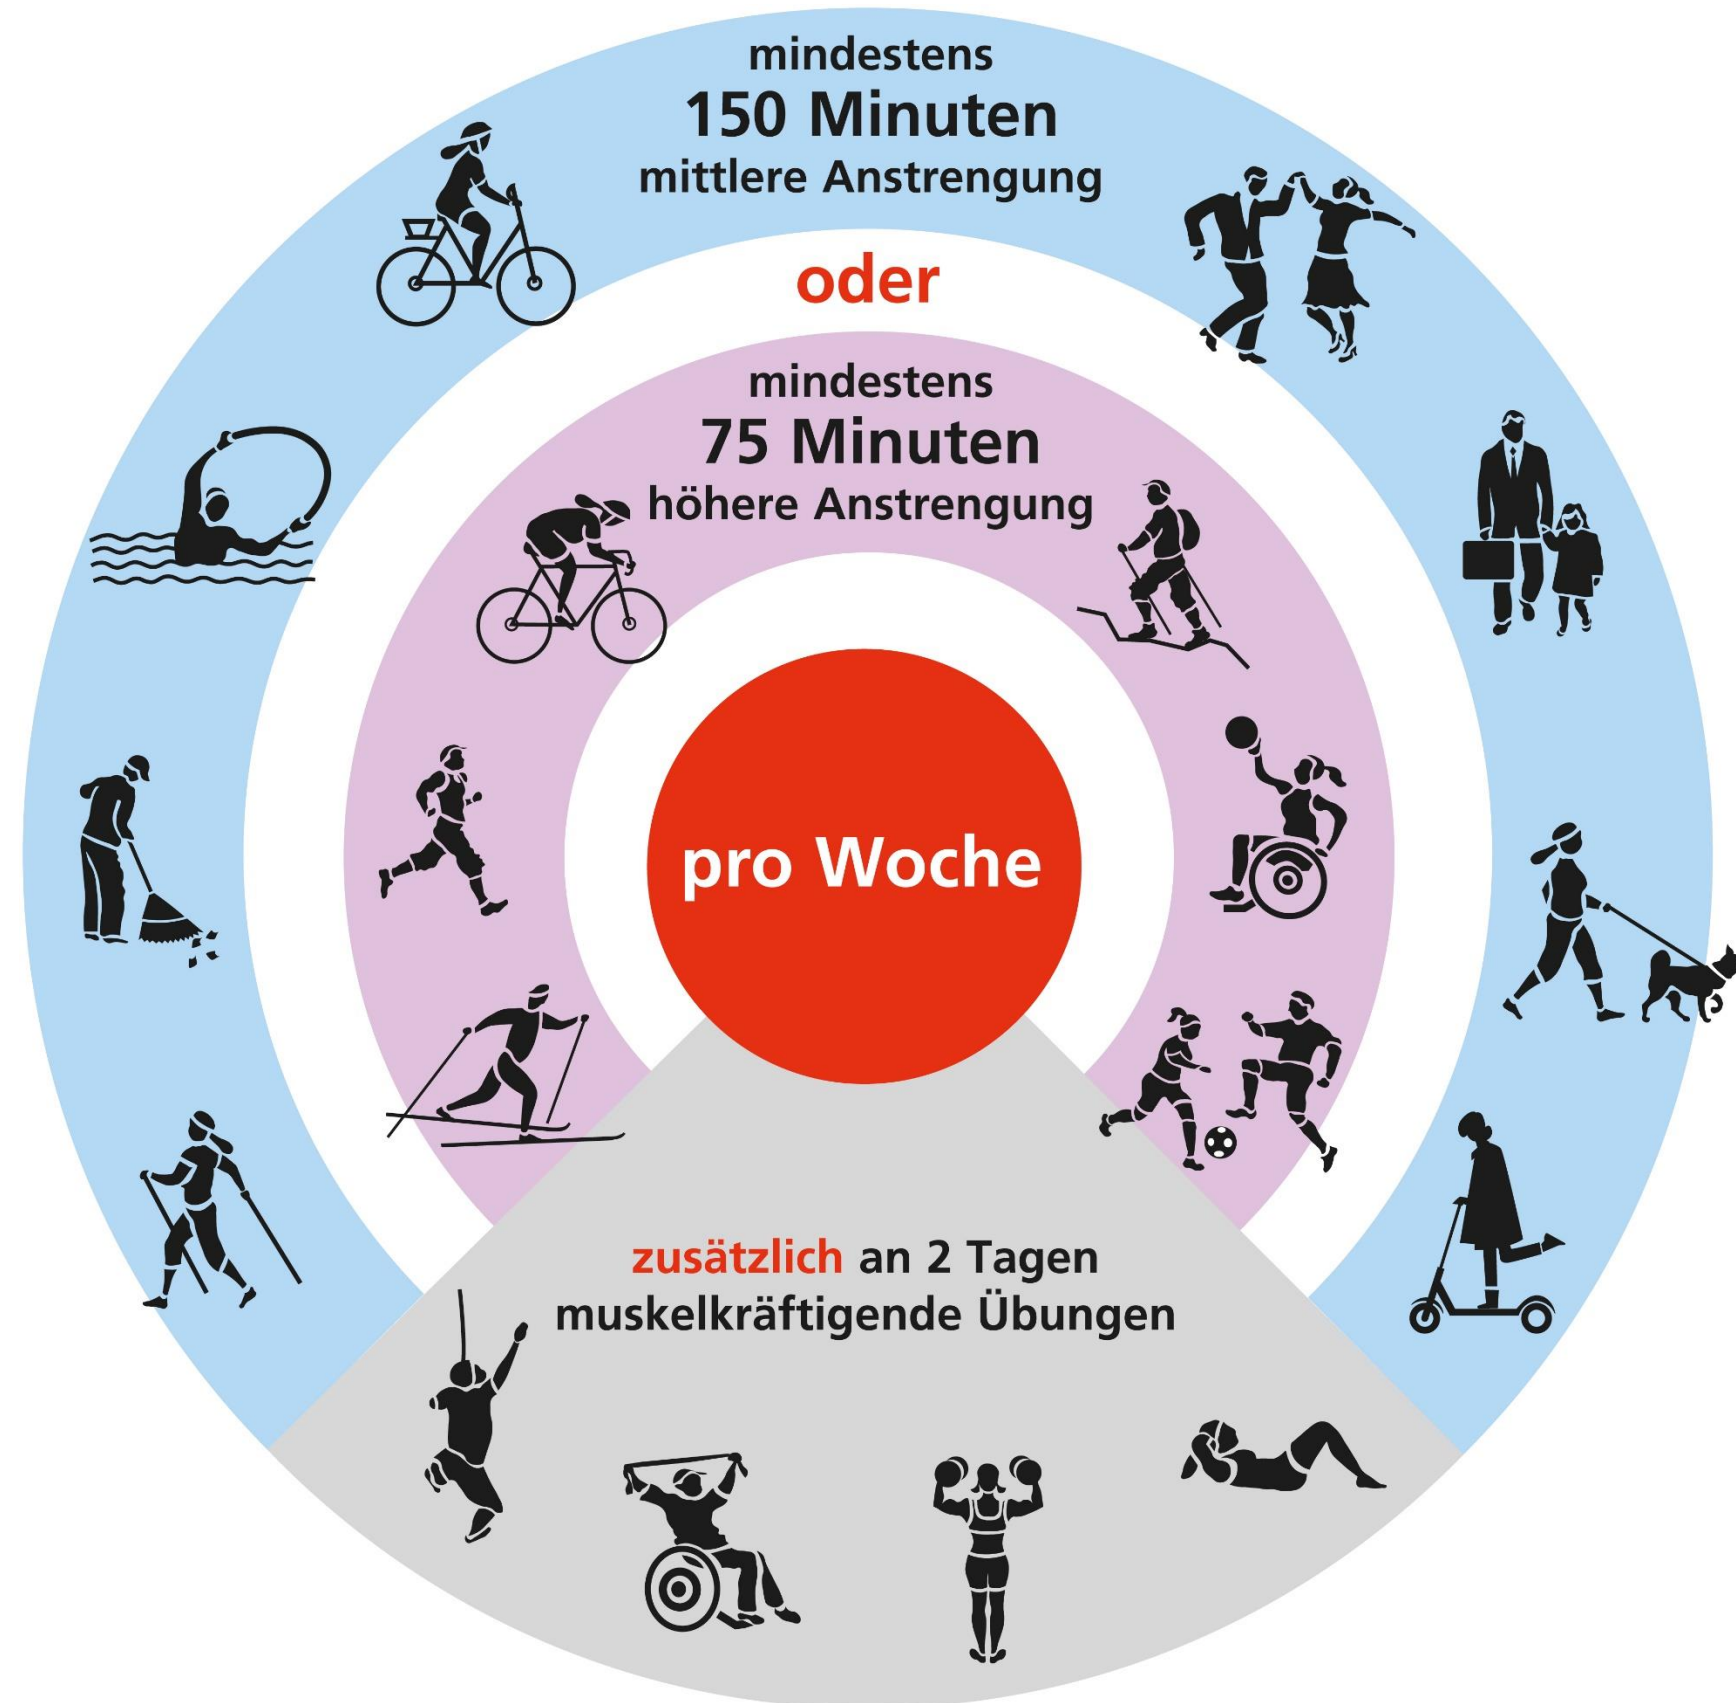 mindestens
150 Minuten
mittlere Anstrengung
oder
mindestens
75 Minuten
höhere Anstrengung
pro Woche
zusätzlich an 2 Tagen
muskelkräftigende Übungen